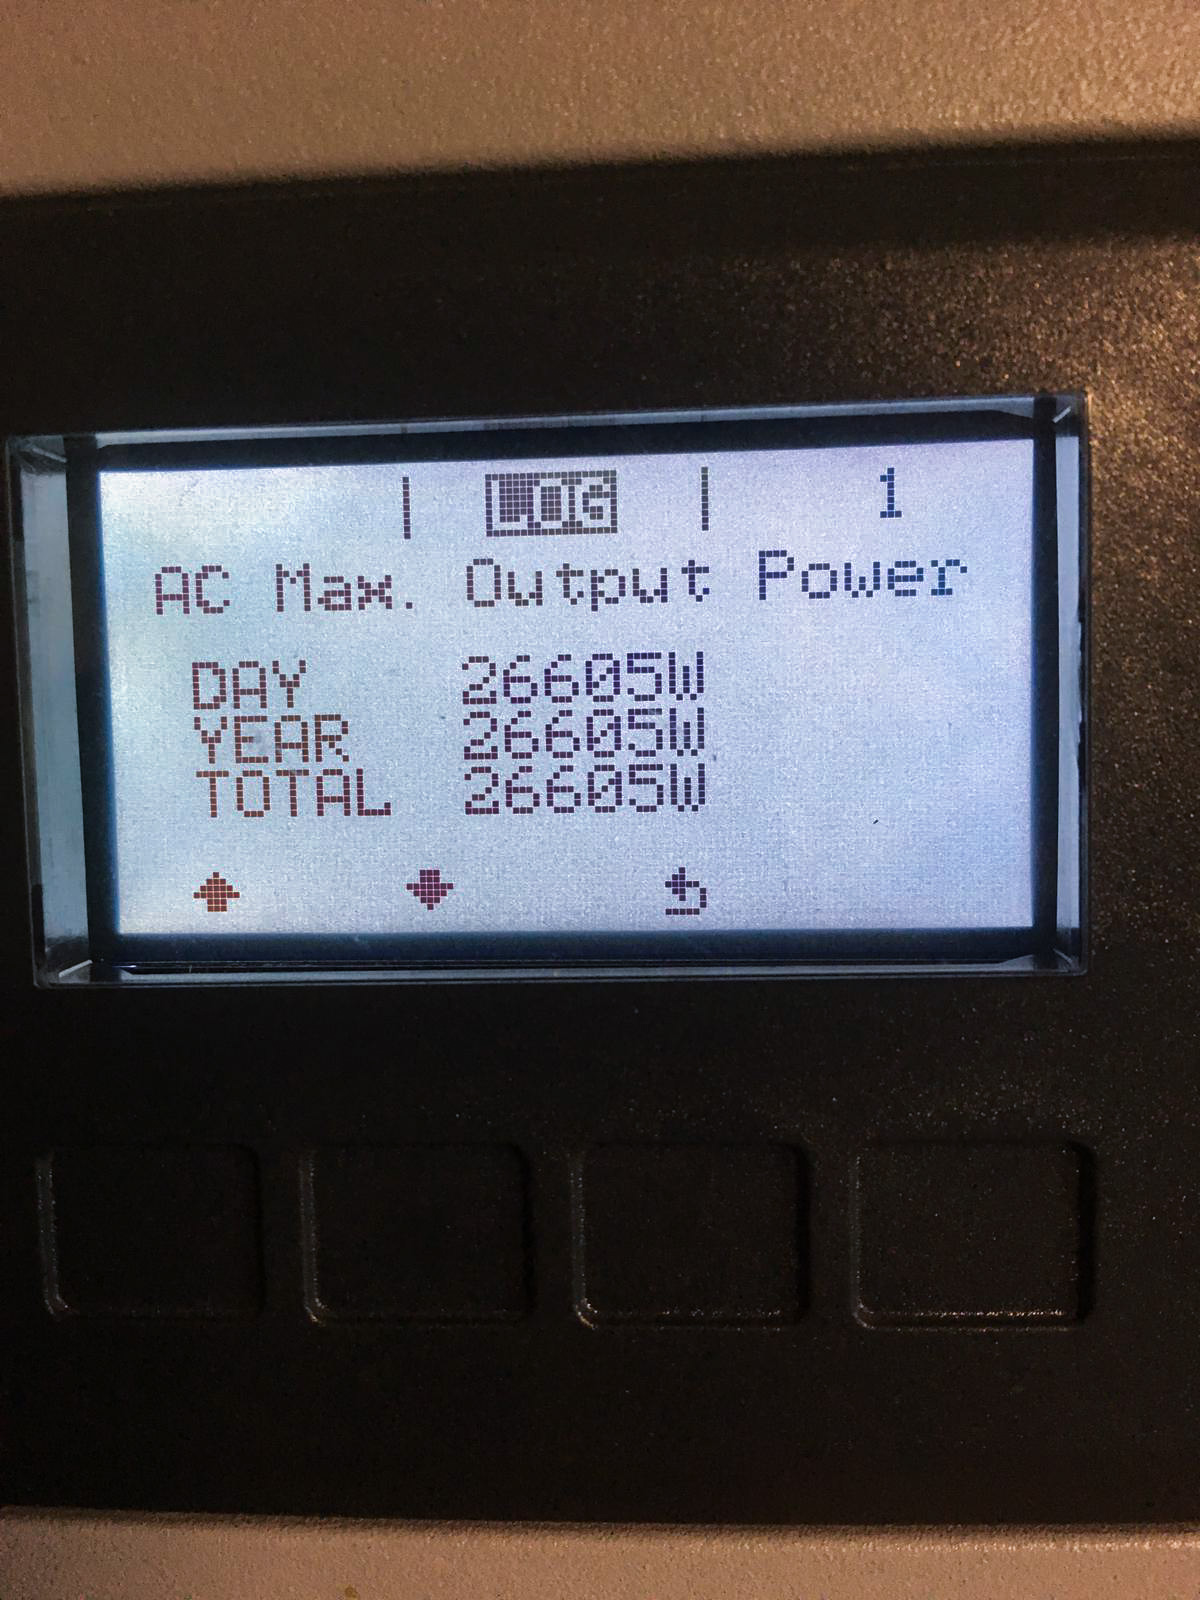 | LOG | 1
AC Max. Output Power
DAY 26605W
YEAR 26605W
TOTAL 26605W